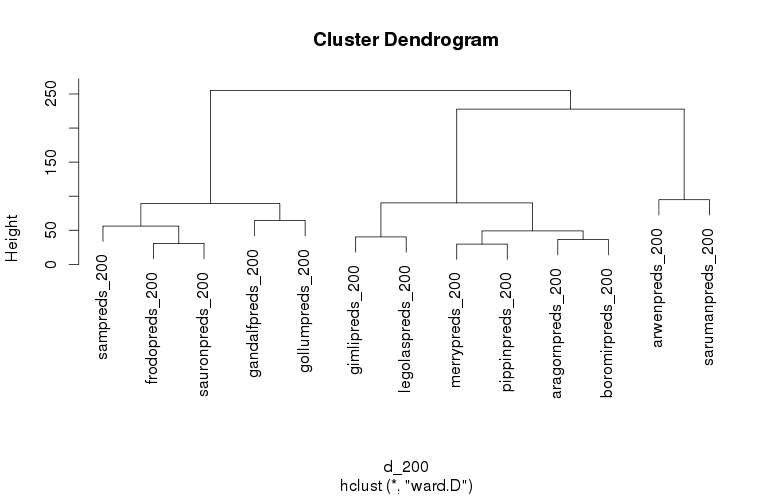 Cluster Dendrogram
Height
250
150
50
0
sampreds_200
frodopreds_200
sauronpreds_200
gandalfpreds_200
gollumpreds_200
gimlipreds_200
legolaspreds_200
merrypreds_200
pippinpreds_200
aragornpreds_200
boromirpreds_200
arwenpreds_200
sarumanpreds_200
d_200
hclust (*, "ward.D")